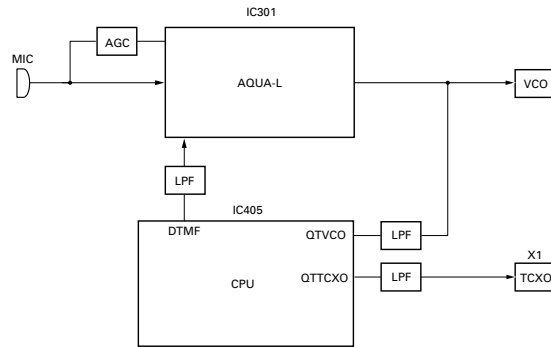 IC301
AGC
MIC
AQUA-L
VCO
LPF
IC405
DTMF
QTVCO
LPF
X1
CPU
QTTCXO
LPF
TCXO